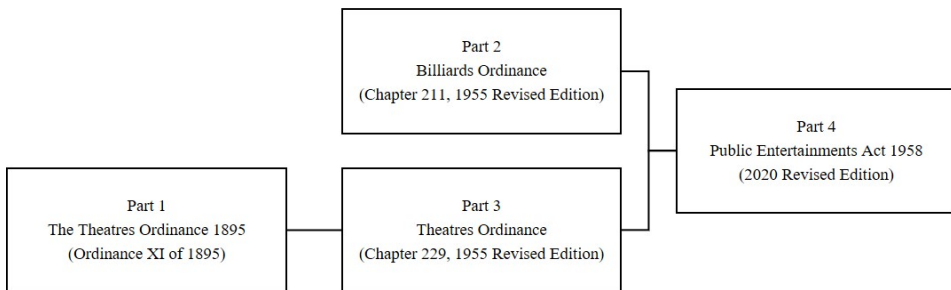 Part 2
Billiards Ordinance
(Chapter 211, 1955 Revised Edition)
Part 4
Public Entertainments Act 1958
(2020 Revised Edition)
Part 1
The Theatres Ordinance 1895
(Ordinance XI of 1895)
Part 3
Theatres Ordinance
(Chapter 229, 1955 Revised Edition)